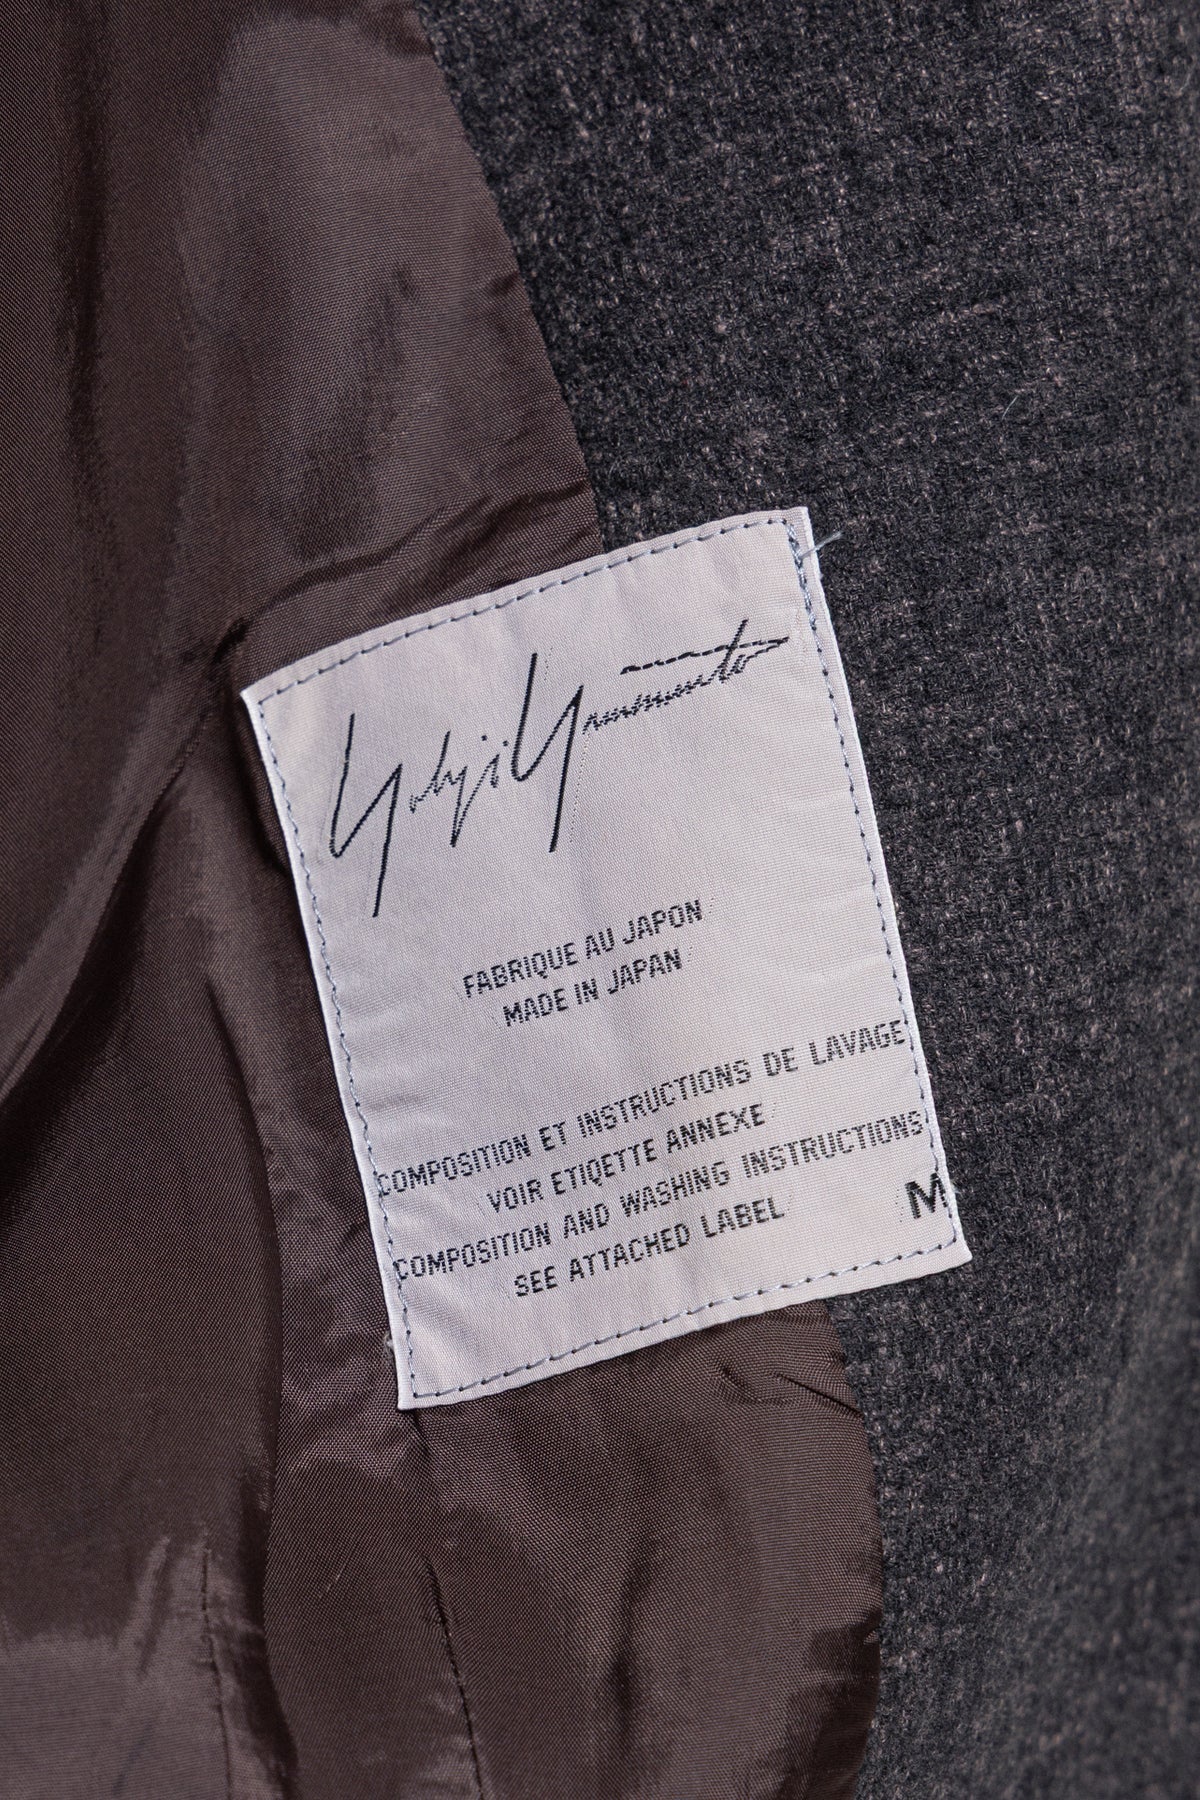 Yohji Yamamoto
FABRIQUE AU JAPON
MADE IN JAPAN
COMPOSITION ET INSTRUCTIONS DE LAVAGE
VOIR ETIQETTE ANNEXE
COMPOSITION AND WASHING INSTRUCTIONS
SEE ATTACHED LABEL
M